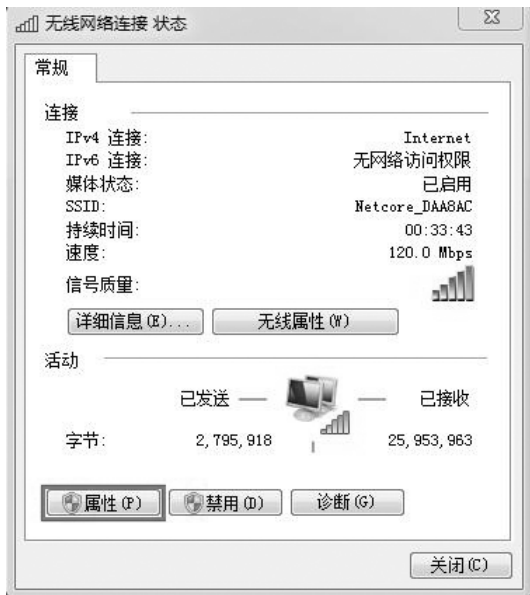 无线网络连接 状态
常规
连接
IPv4 连接: Internet
IPv6 连接: 无网络访问权限
媒体状态: 已启用
SSID: Netcore_DAA8AC
持续时间: 00:33:43
速度: 120.0 Mbps
信号质量:
详细信息(E)... 无线属性(W)
活动
已发送 — — 已接收
字节: 2,795,918 25,953,963
属性(P) 禁用(D) 诊断(G)
关闭(C)